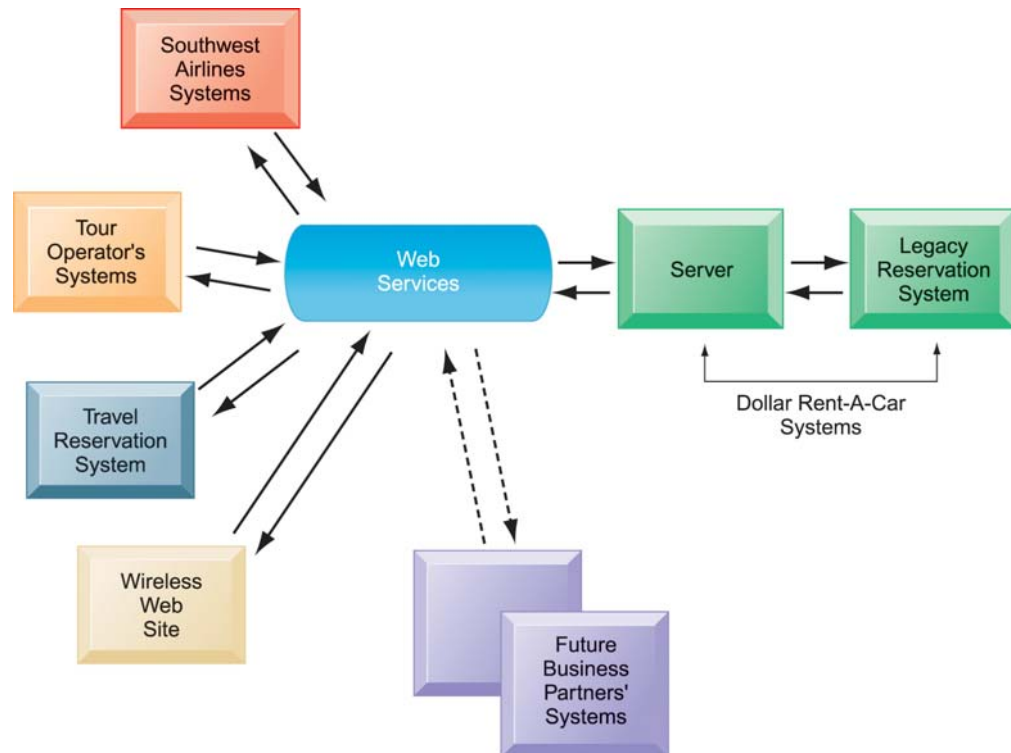 Southwest
Airlines
Systems
Tour
Operator's
Systems
Travel
Reservation
System
Wireless
Web
Site
Web
Services
Server
Legacy
Reservation
System
Dollar Rent-A-Car
Systems
Future
Business
Partners'
Systems